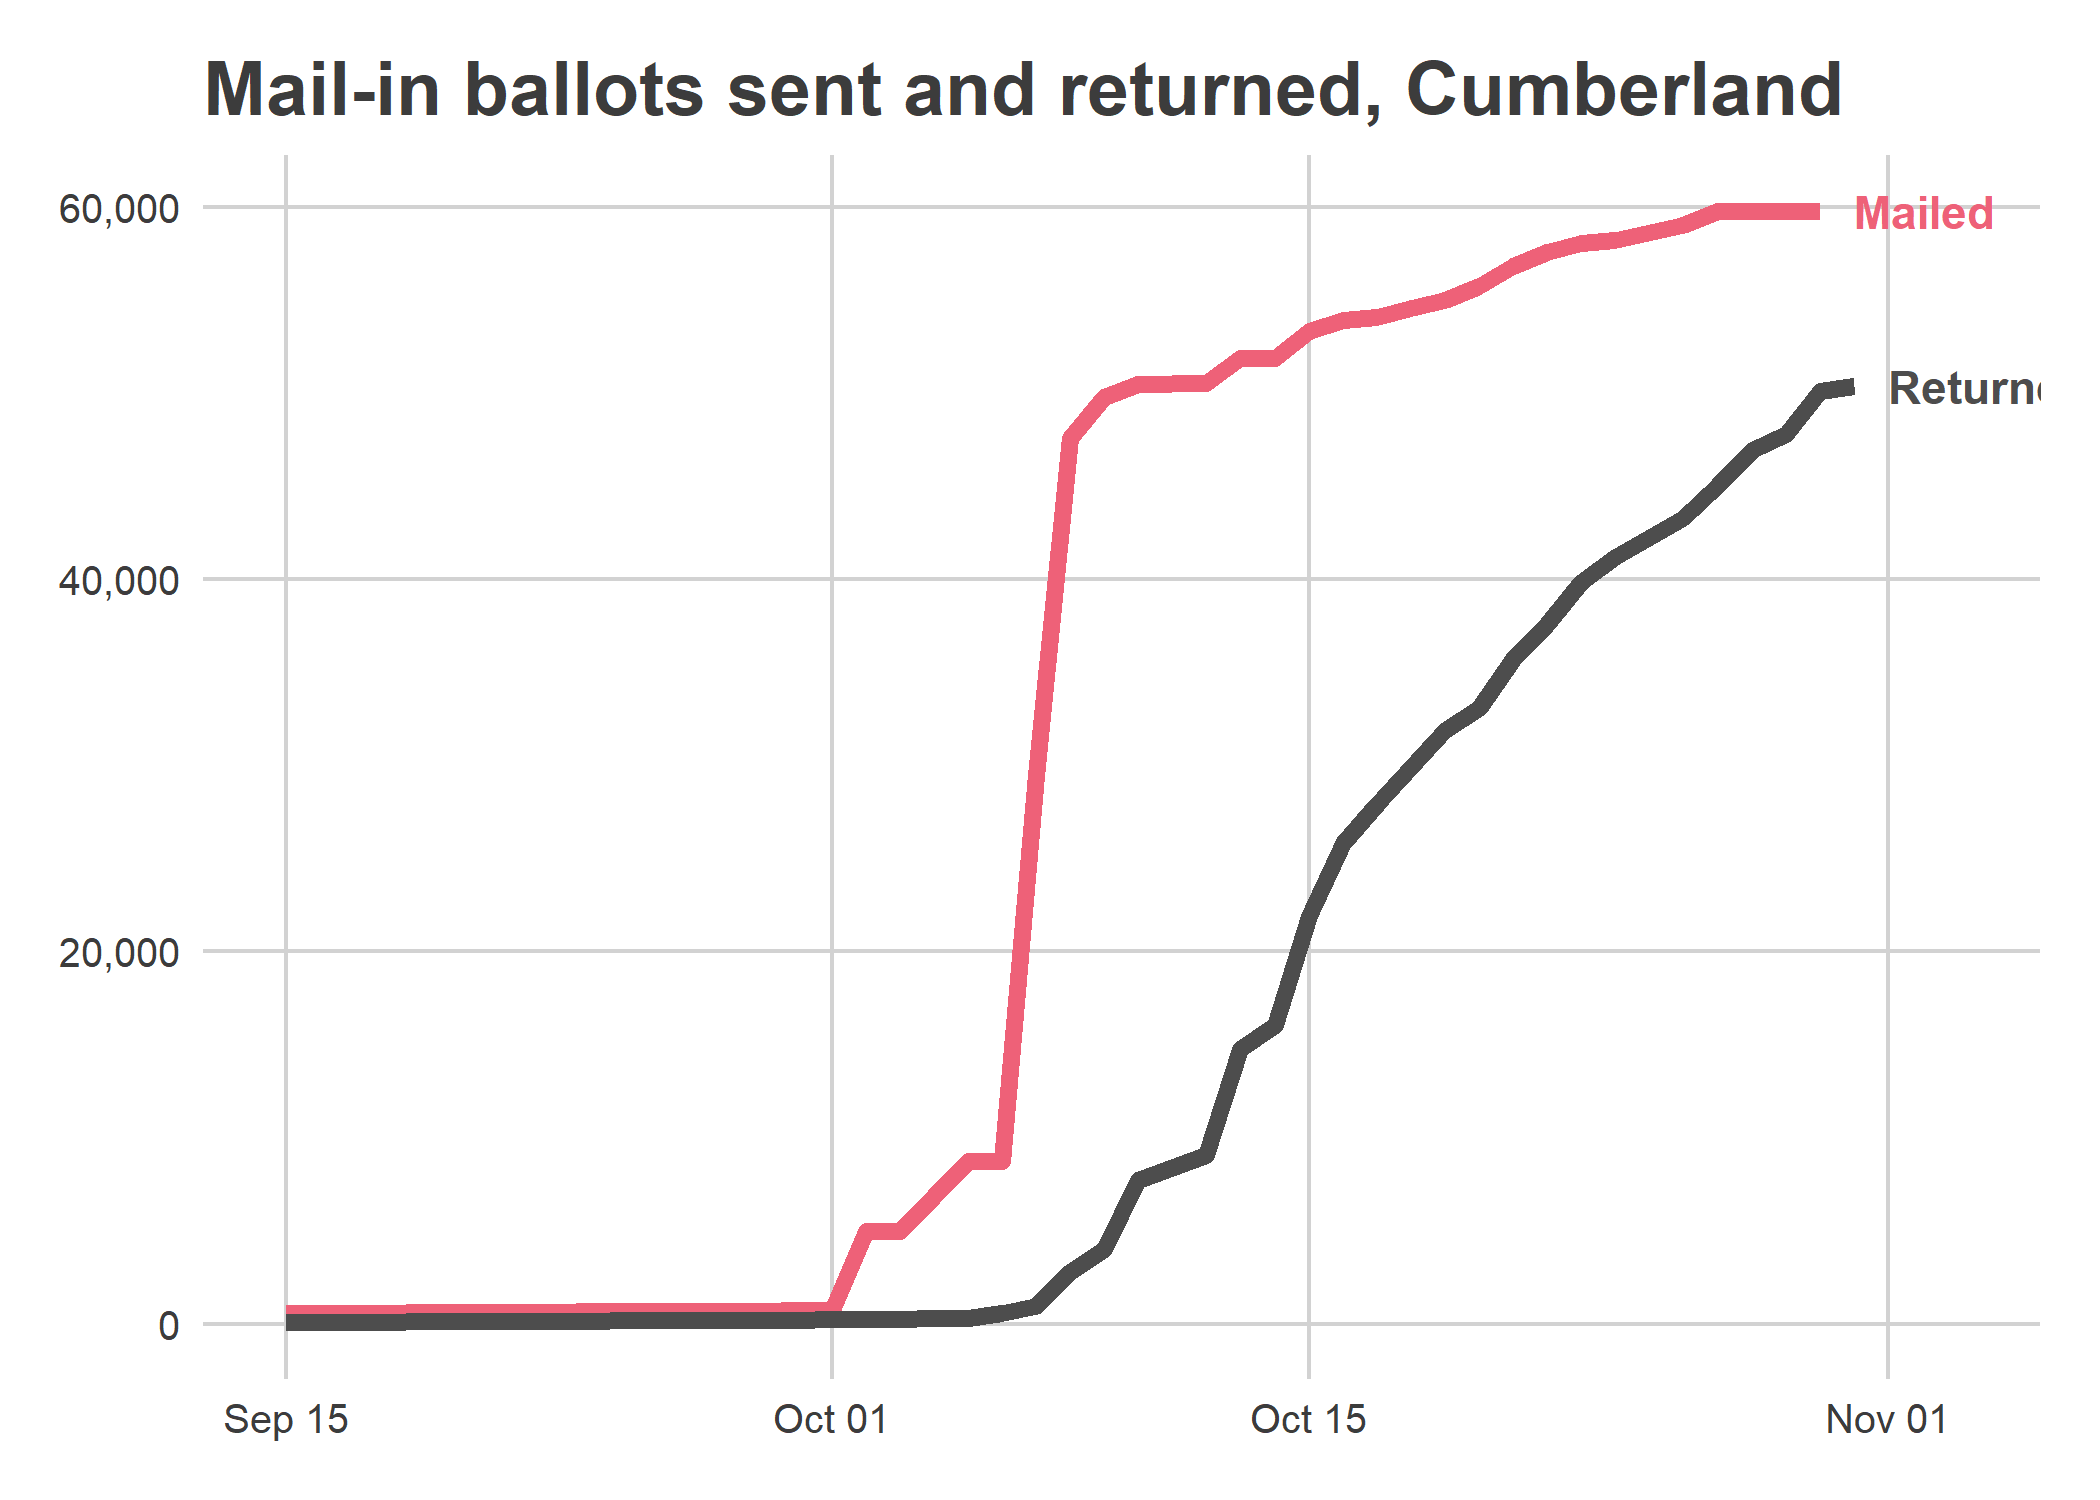 Mail-in ballots sent and returned, Cumberland
60,000
Mailed
Return
40,000
20,000
0
Sep 15 Oct 01 Oct 15 Nov 01